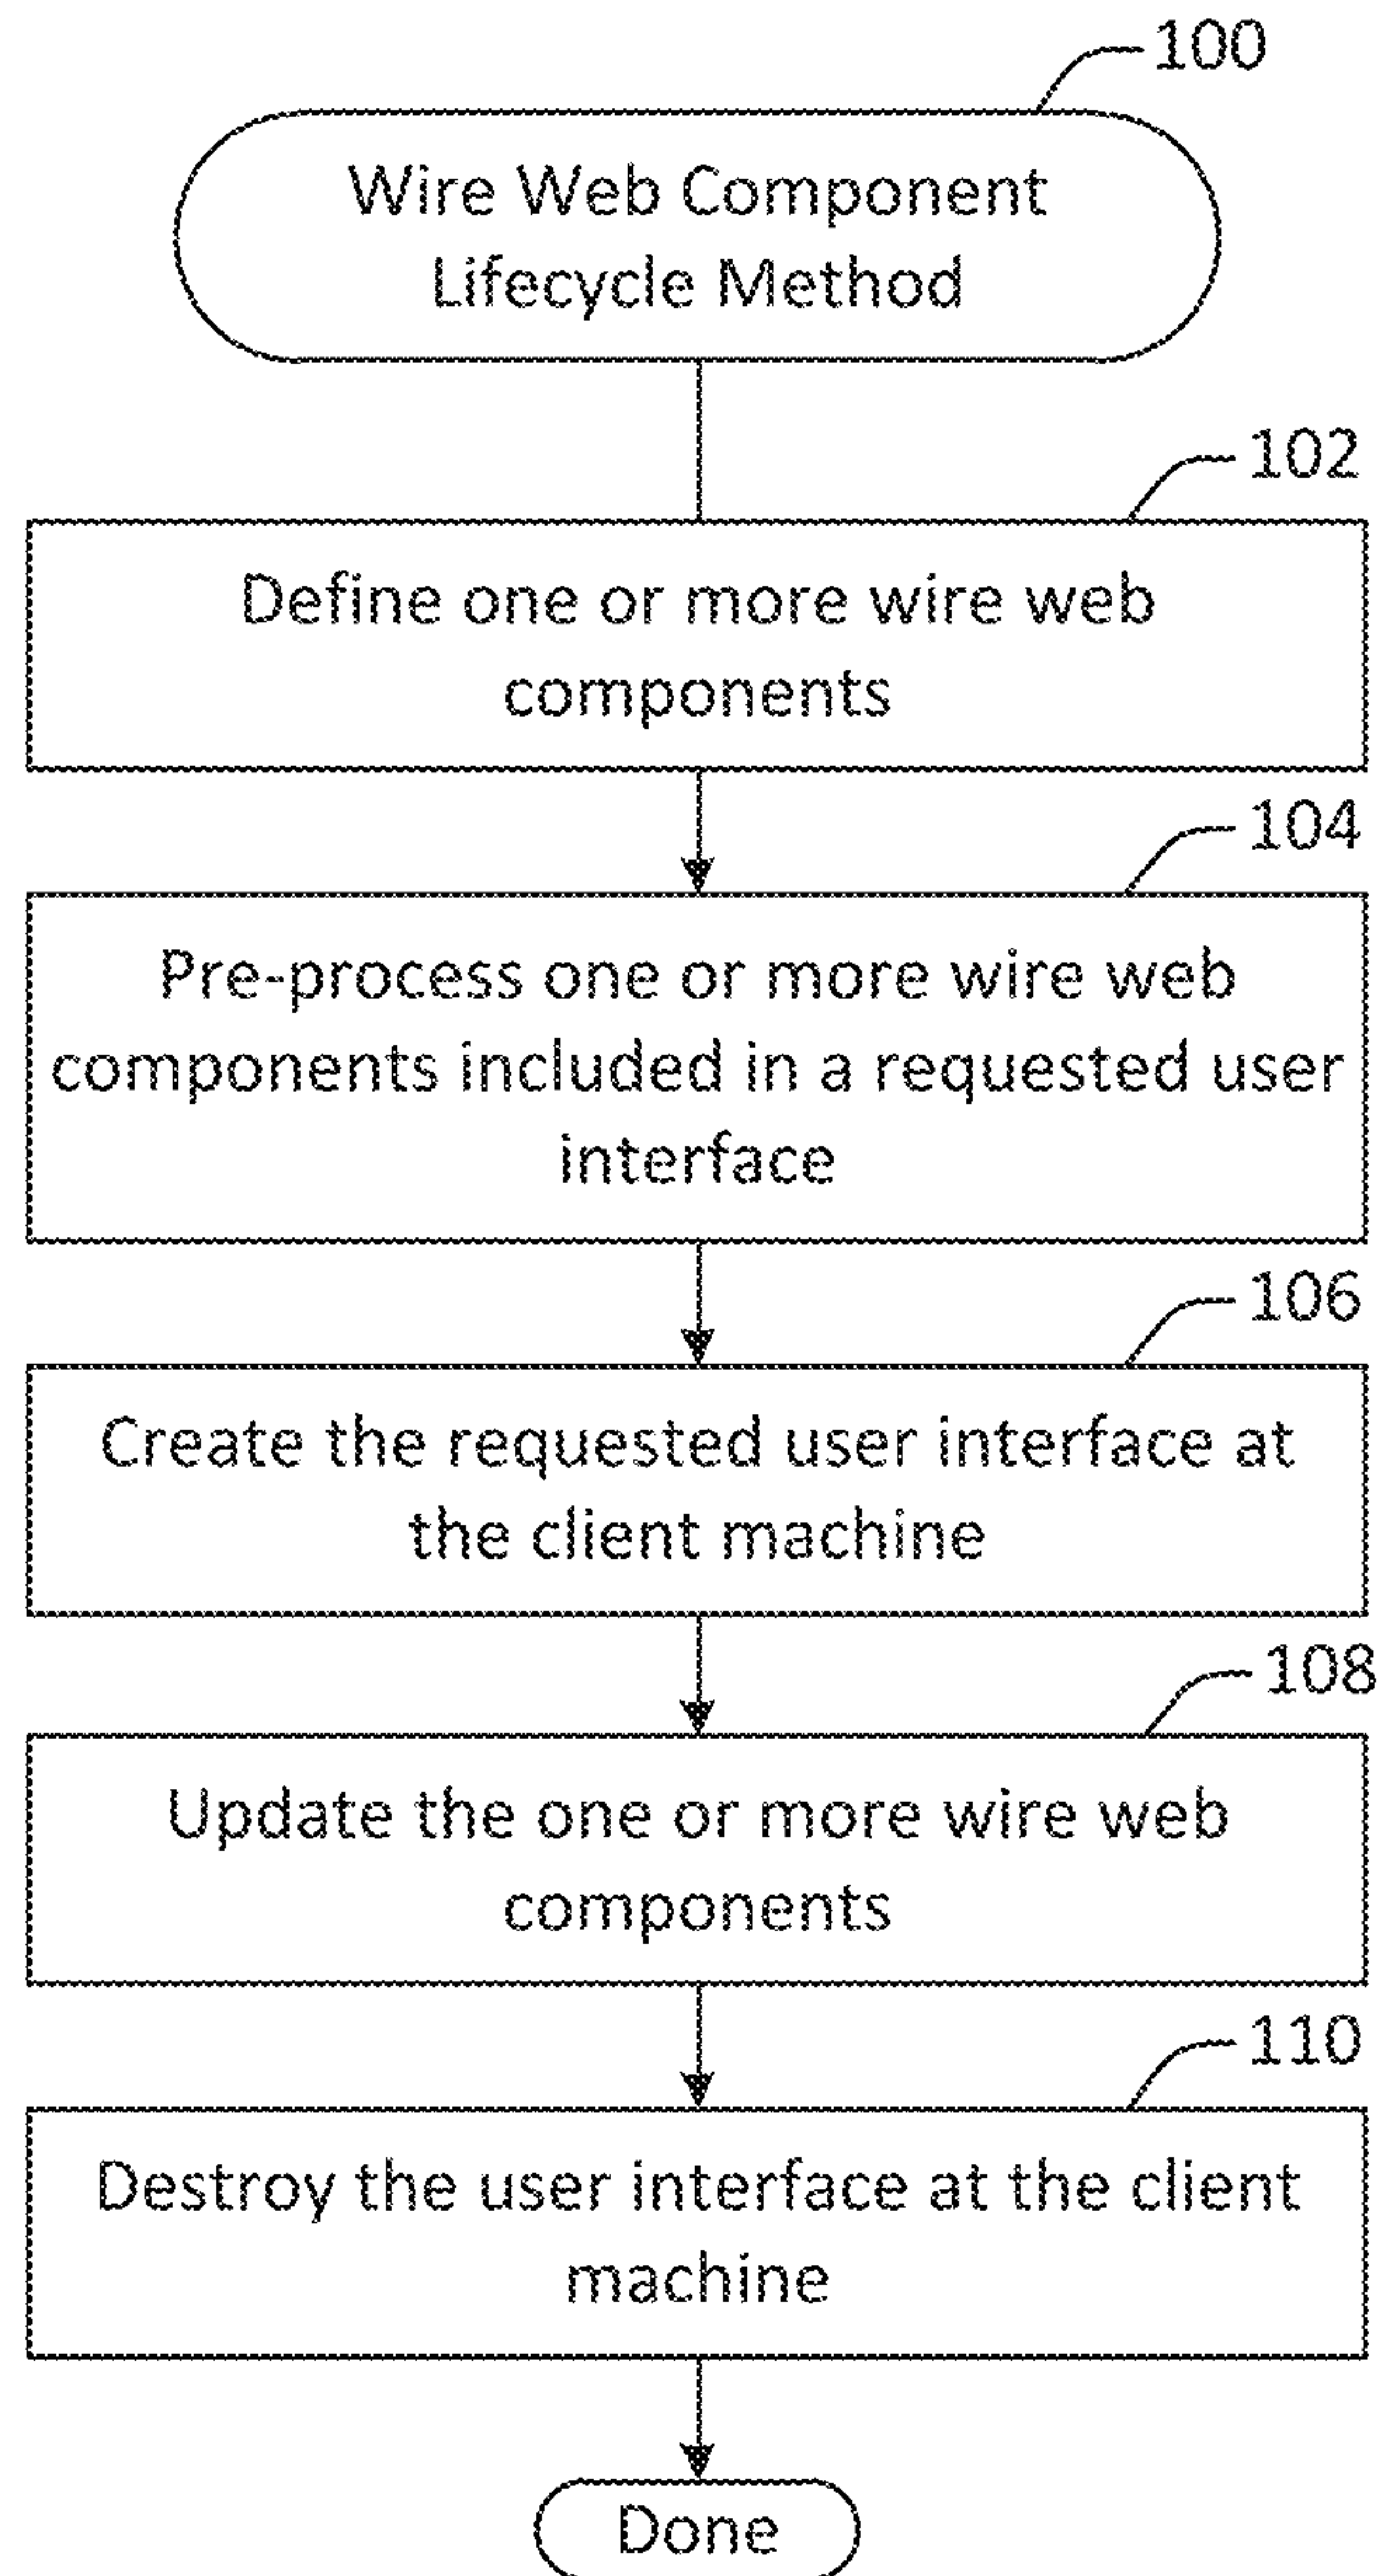 100
Wire Web Component
Lifecycle Method
102
Define one or more wire web
components
104
Pre-process one or more wire web
components included in a requested user
interface
106
Create the requested user interface at
the client machine
108
Update the one or more wire web
components
110
Destroy the user interface at the client
machine
Done